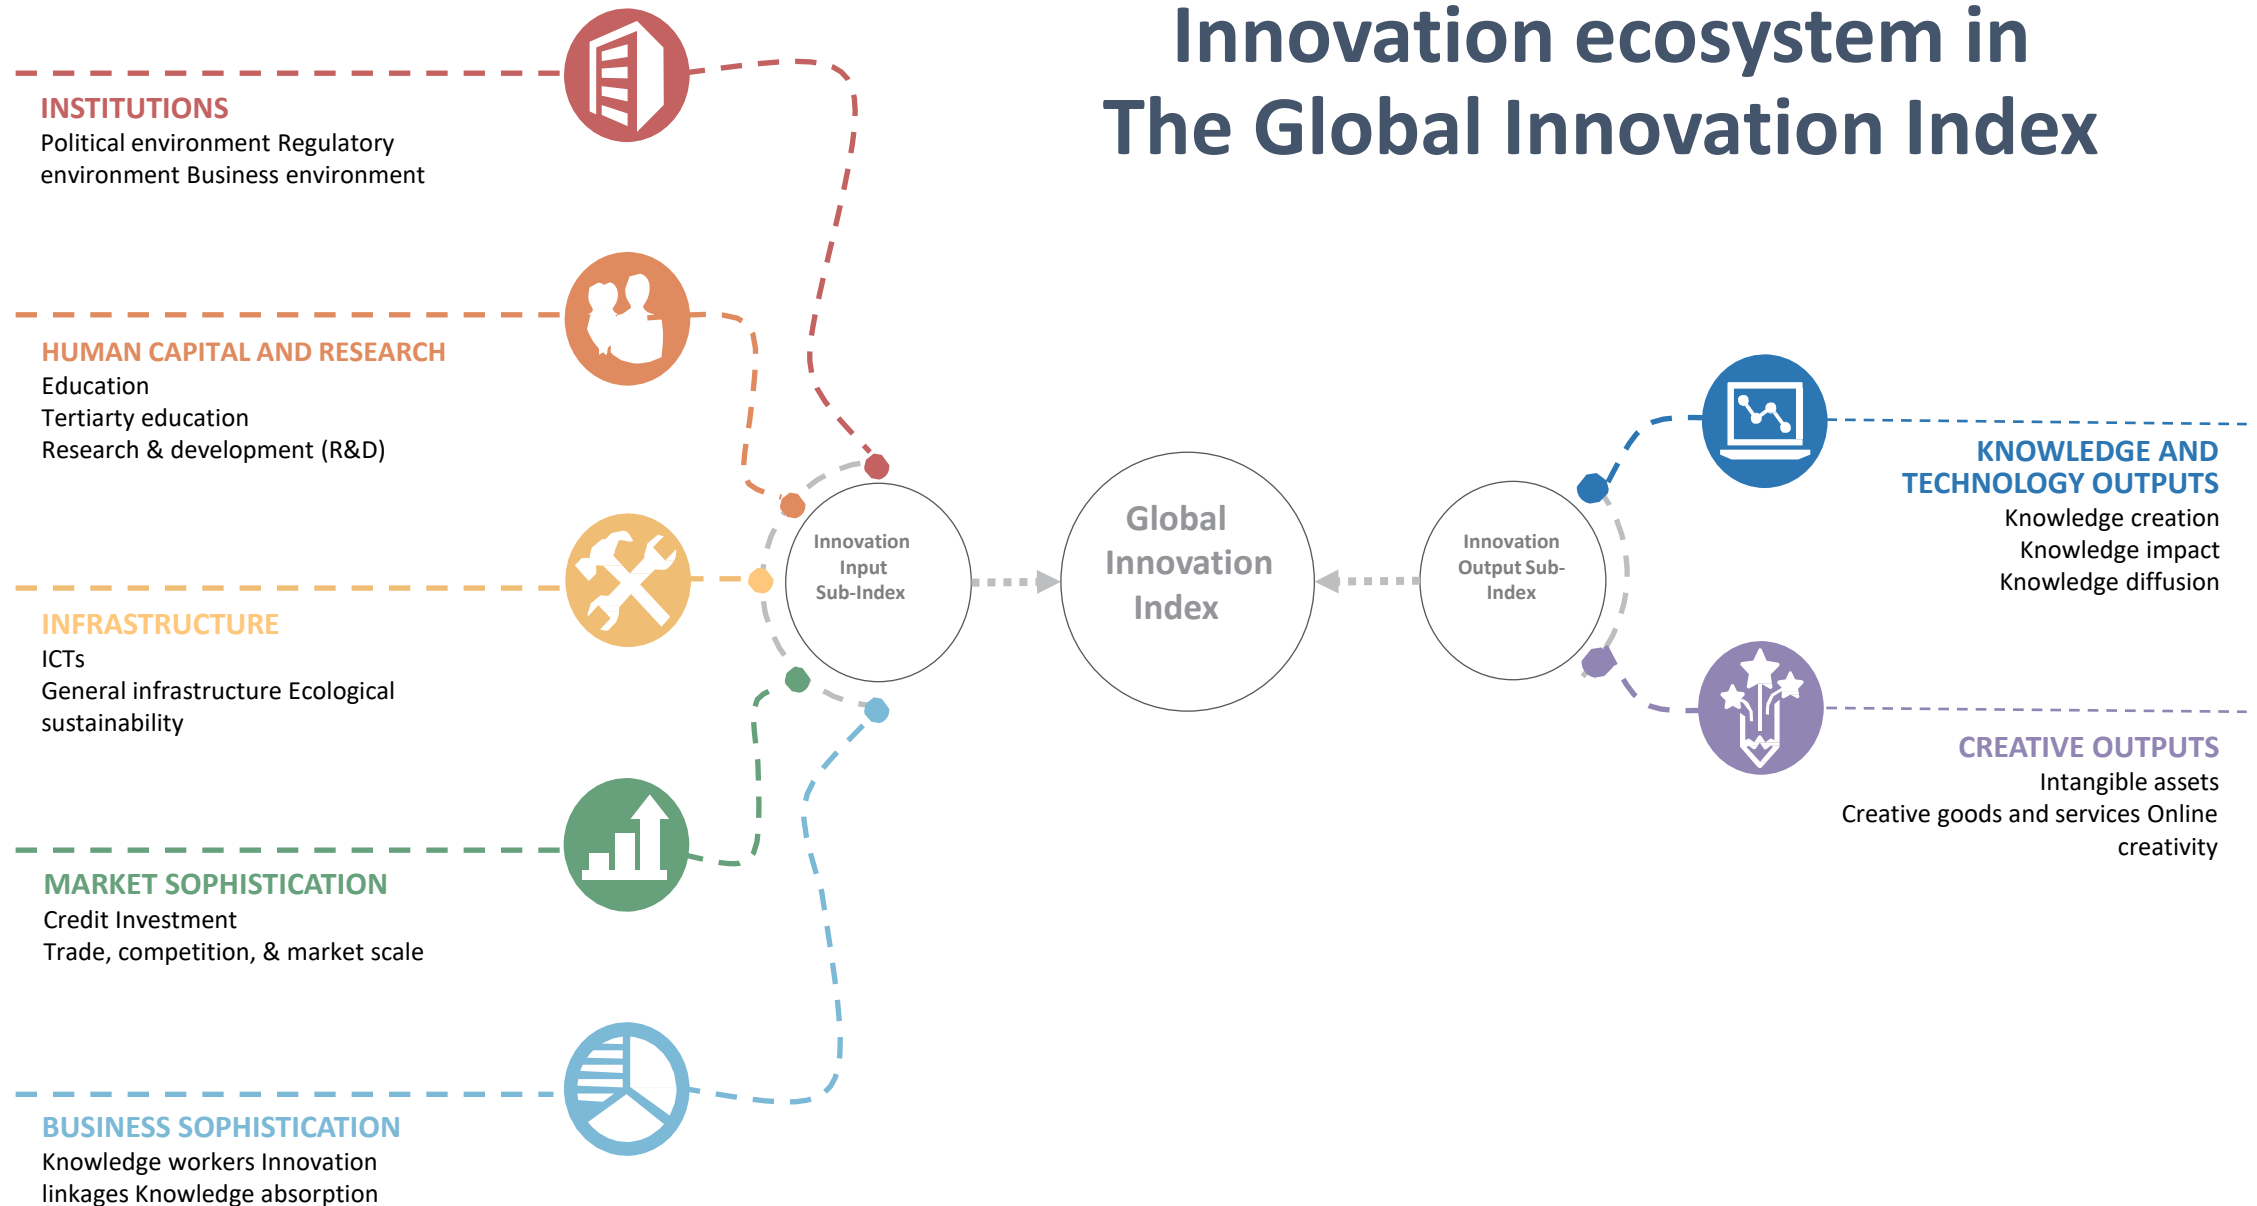 Innovation ecosystem in
The Global Innovation Index
INSTITUTIONS
Political environment Regulatory
environment Business environment
HUMAN CAPITAL AND RESEARCH
Education
Tertiarty education
Research & development (R&D)
INFRASTRUCTURE
ICTs
General infrastructure Ecological
sustainability
MARKET SOPHISTICATION
Credit Investment
Trade, competition, & market scale
BUSINESS SOPHISTICATION
Knowledge workers Innovation
linkages Knowledge absorption
Innovation
Input
Sub-Index
Global
Innovation
Index
Innovation
Output Sub-
Index
KNOWLEDGE AND
TECHNOLOGY OUTPUTS
Knowledge creation
Knowledge impact
Knowledge diffusion
CREATIVE OUTPUTS
Intangible assets
Creative goods and services Online
creativity